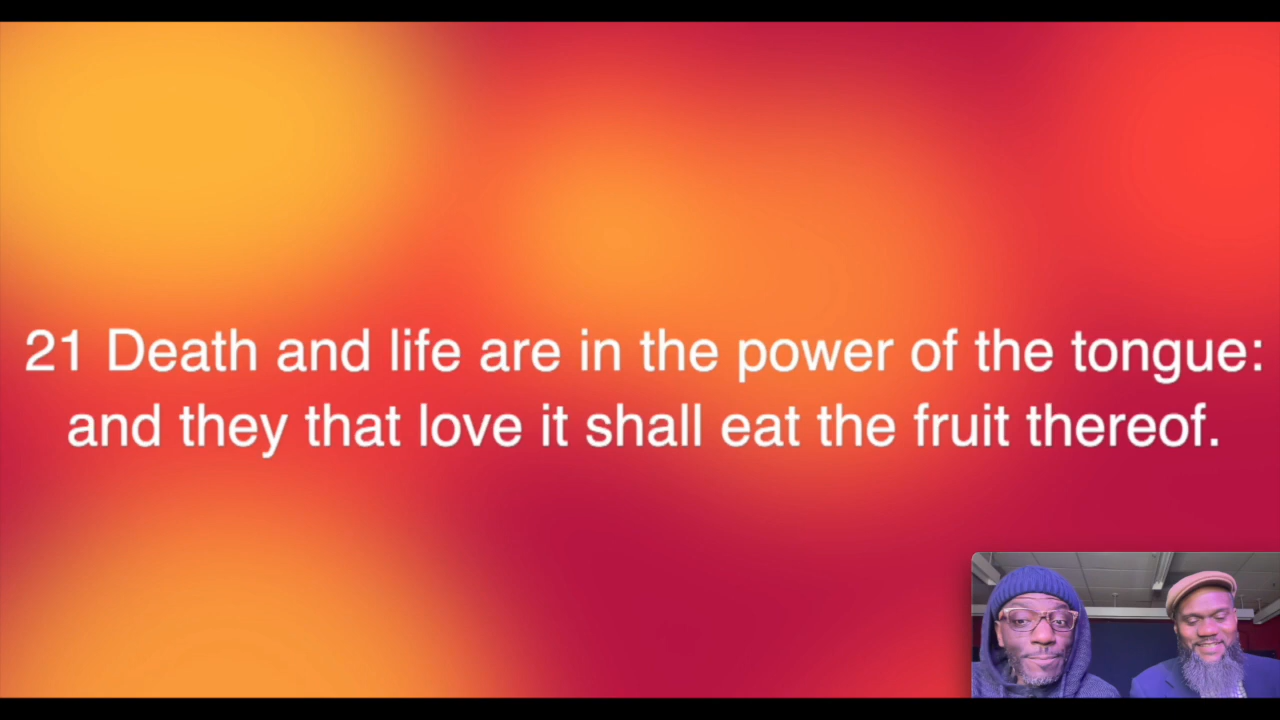 21 Death and life are in the power of the tongue:
and they that love it shall eat the fruit thereof.